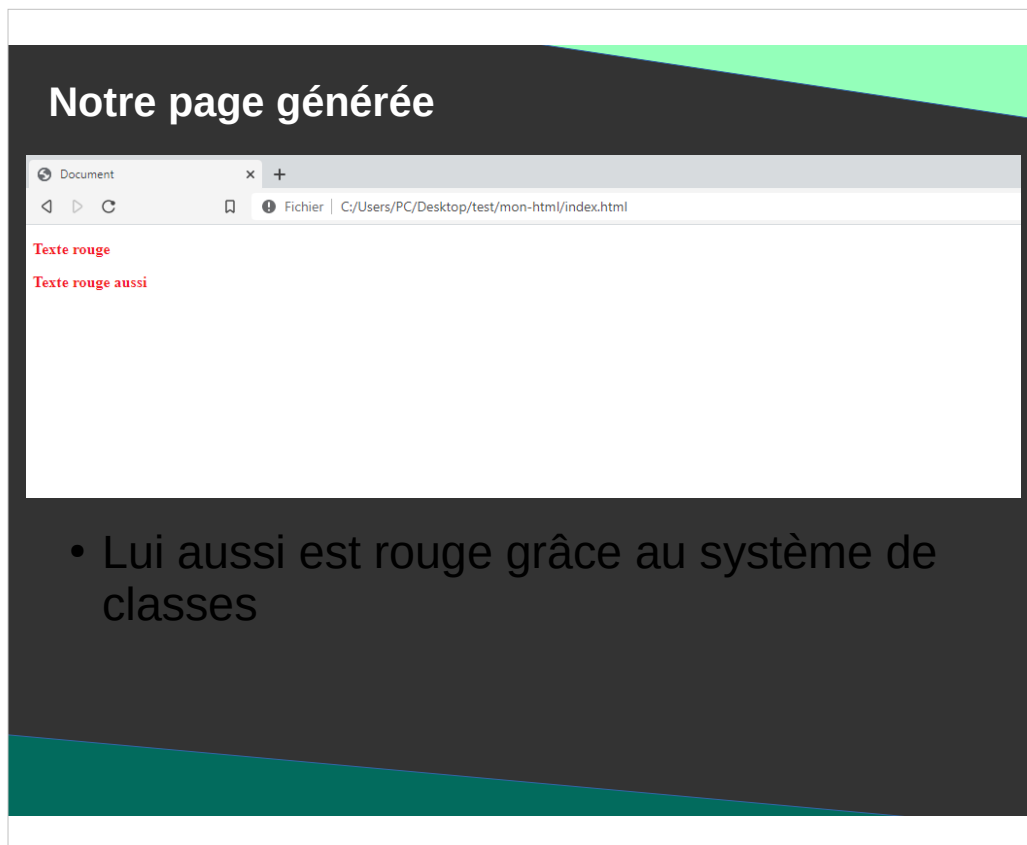 Notre page générée
Document
Fichier C:/Users/PC/Desktop/test/mon-html/index.html
Texte rouge
Texte rouge aussi
• Lui aussi est rouge grâce au système de
classes